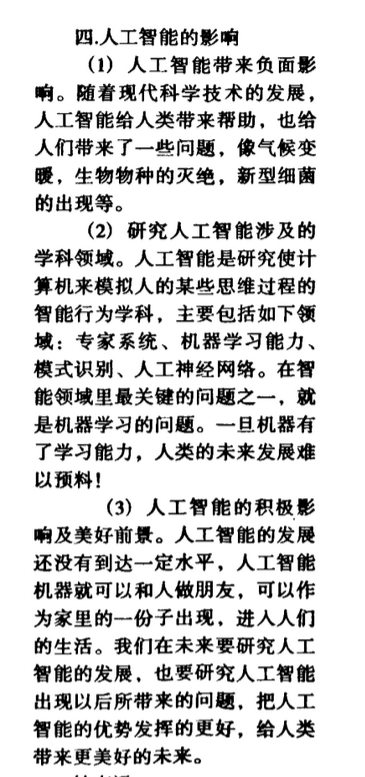 四.人工智能的影响
(1) 人工智能带来负面影
响。随着现代科学技术的发展，
人工智能给人类带来帮助，也给
人们带来了一些问题，像气候变
暖，生物物种的灭绝，新型细菌
的出现等。
(2) 研究人工智能涉及的
学科领域。人工智能是研究使计
算机来模拟人的某些思维过程的
智能行为学科，主要包括如下领
域：专家系统、机器学习能力、
模式识别、人工神经网络。在智
能领域里最关键的问题之一，就
是机器学习的问题。一旦机器有
了学习能力，人类的未来发展难
以预料！
(3) 人工智能的积极影
响及美好前景。人工智能的发展
还没有到达一定水平，人工智能
机器就可以和人做朋友，可以作
为家里的一份子出现，进入人们
的生活。我们在未来要研究人工
智能的发展，也要研究人工智能
出现以后所带来的问题，把人工
智能的优势发挥的更好，给人类
带来更美好的未来。